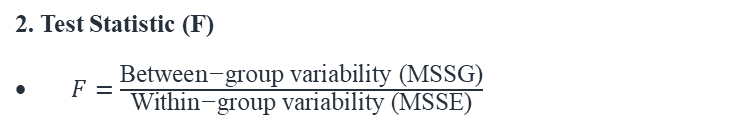 2. Test Statistic (F)
• F = Between−group variability (MSSG)
Within−group variability (MSSE)